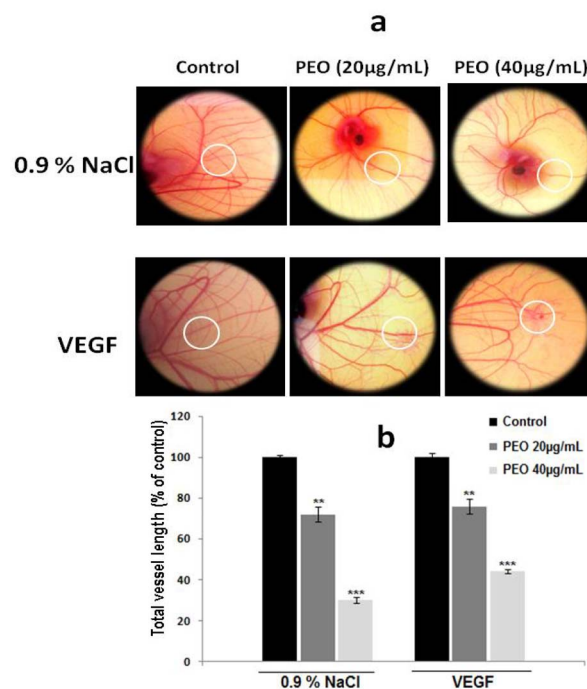 a
Control PEO (20µg/mL) PEO (40µg/mL)
0.9 % NaCl
VEGF
b
Total vessel length (% of control)
120
100
80
60
40
20
0
Control
PEO 20µg/mL
PEO 40µg/mL
** *** ** ***
0.9 % NaCl VEGF